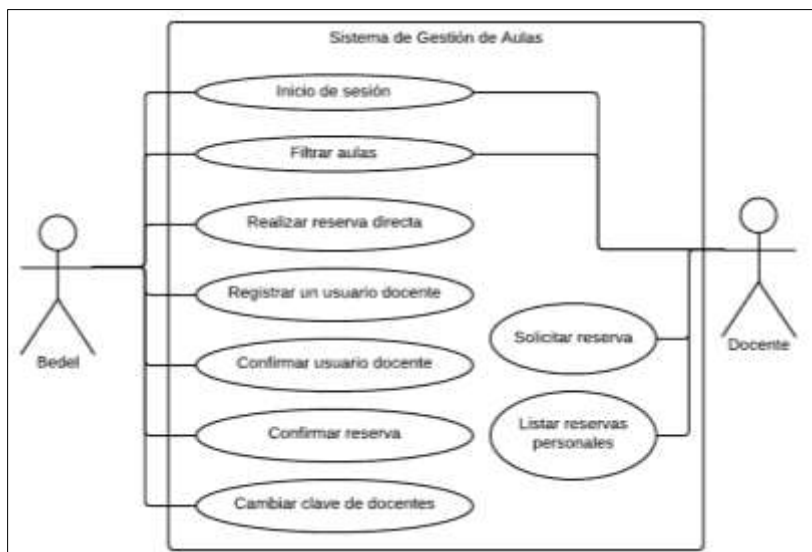 Sistema de Gestión de Aulas
Inicio de sesión
Filtrar aulas
Realizar reserva directa
Registrar un usuario docente
Bedel
Confirmar usuario docente
Solicitar reserva
Docente
Confirmar reserva
Listar reservas
personales
Cambiar clave de docentes